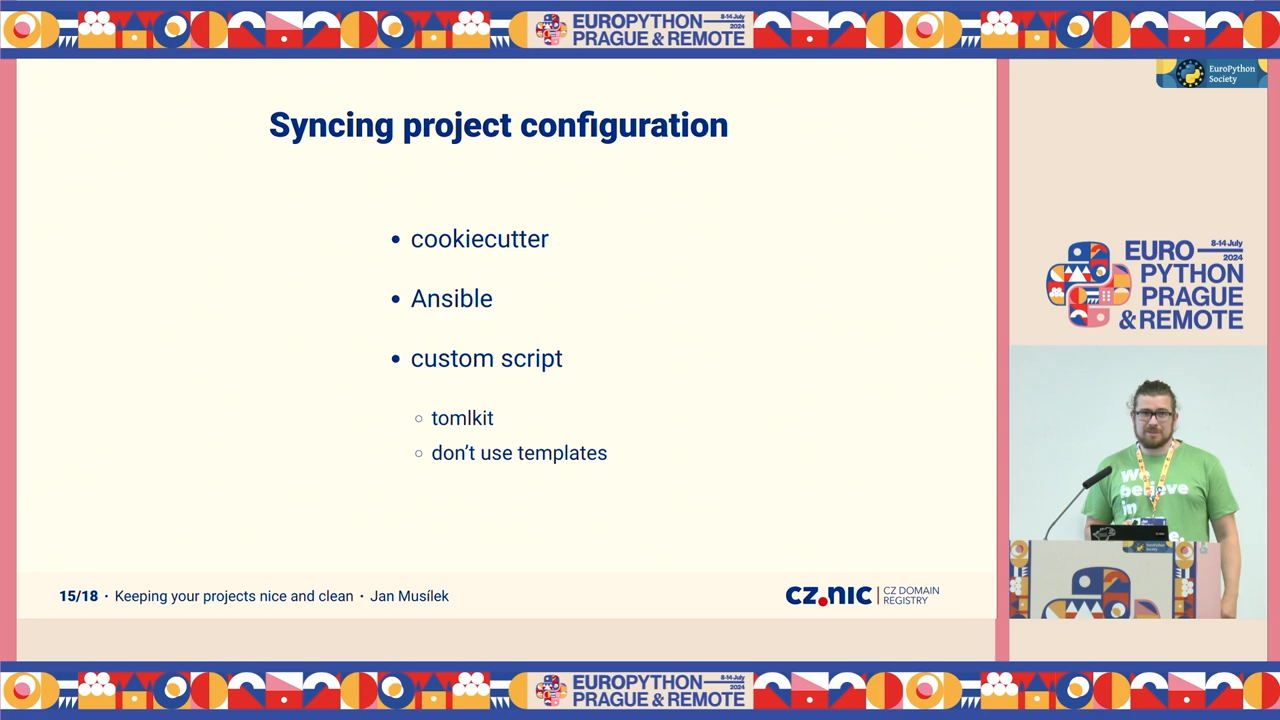 EUROPYTHON
8-14 July
2024
PRAGUE & REMOTE
EuroPython
Society
Syncing project configuration
• cookiecutter
• Ansible
• custom script
○ tomlkit
○ don't use templates
15/18 · Keeping your projects nice and clean · Jan Musílek
CZ.NIC | CZ DOMAIN
REGISTRY
EURO
8-14 July
2024
PYTHON
PRAGUE
& REMOTE
We
believe
in
EuroPython
Society
EUROPYTHON
8-14 July
2024
PRAGUE & REMOTE